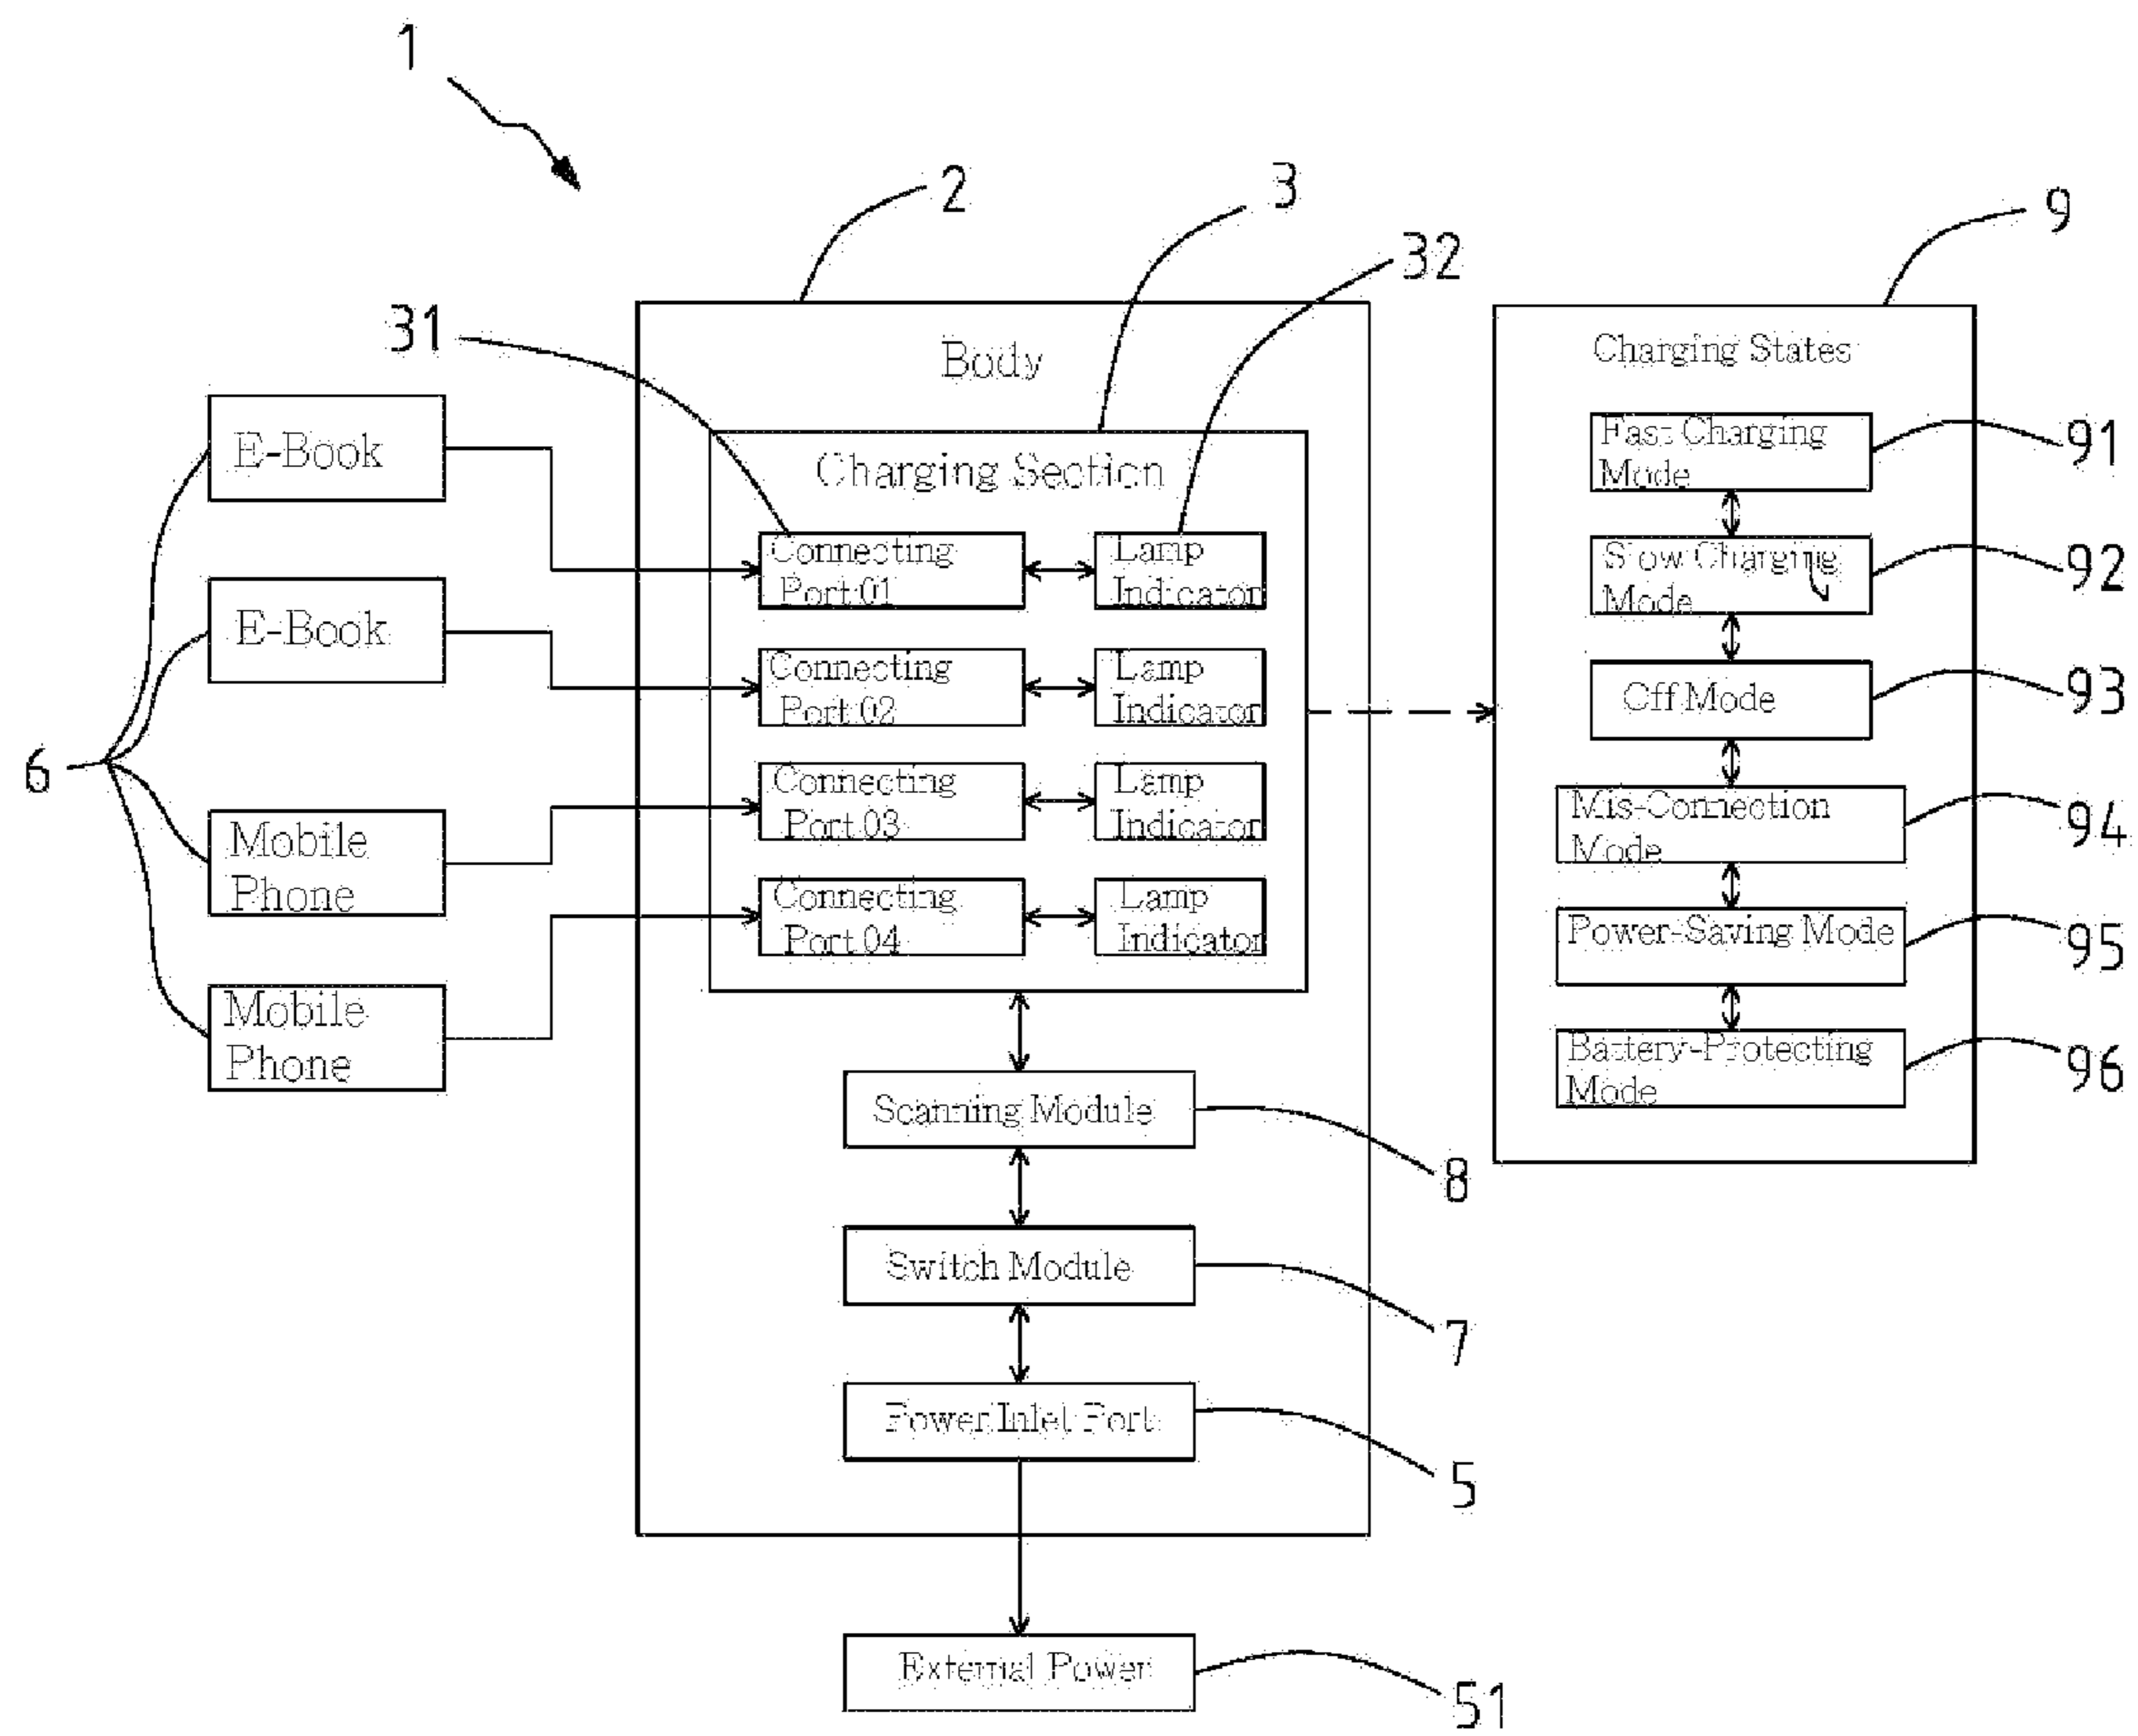 1
2
3
9
32
31
Body
Charging States
E-Book
Charging Section
Fast Charging
Mode
91
Connecting
Port 01
Lamp
Indicator
Slow Charging
Mode
92
E-Book
Connecting
Port 02
Lamp
Indicator
Off Mode
93
6
Connecting
Port 03
Lamp
Indicator
Mis-Connection
Mode
94
Mobile
Phone
Connecting
Port 04
Lamp
Indicator
Power-Saving Mode
95
Mobile
Phone
Battery-Protecting
Mode
96
Scanning Module
8
Switch Module
7
Power Inlet Port
5
External Power
51